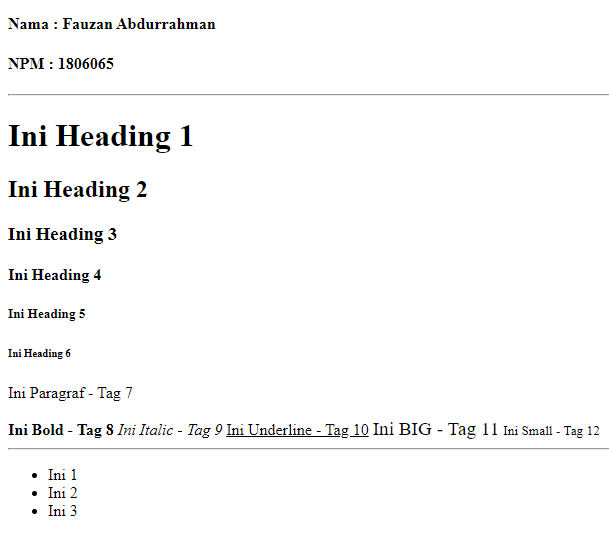 Nama : Fauzan Abdurrahman
NPM : 1806065
Ini Heading 1
Ini Heading 2
Ini Heading 3
Ini Heading 4
Ini Heading 5
Ini Heading 6
Ini Paragraf - Tag 7
Ini Bold - Tag 8 Ini Italic - Tag 9 Ini Underline - Tag 10 Ini BIG - Tag 11 Ini Small - Tag 12
• Ini 1
• Ini 2
• Ini 3